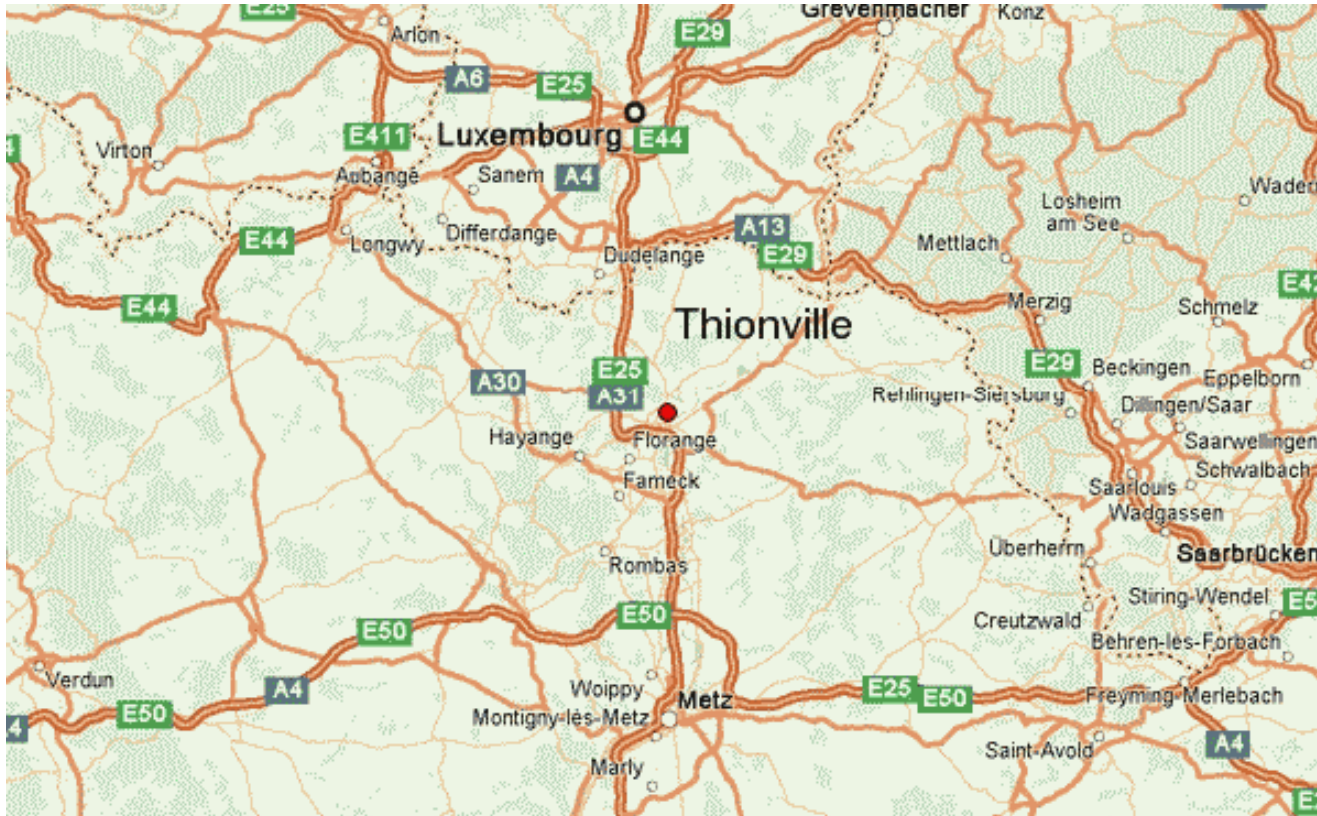 E25
Arlon
E29
Grevenmacher
Konz
A6
E25
E411
Luxembourg
E44
Virton
Aubange
Sanem
A4
Wadern
Losheim
am See
E44
Longwy
Differdange
A13
E29
Mettlach
Dudelange
E44
Merzig
Schmelz
Thionville
E25
A30
A31
E29
Beckingen
Eppelborn
Rehlingen-Siersburg
Dillingen/Saar
Hayange
Florange
Saarwellingen
Fameck
Schwalbach
Saarlouis
Wadgassen
Rombas
Überherrn
Saarbrücken
E50
E50
Creutzwald
Stiring-Wendel
Behren-lès-Forbach
Verdun
A4
E50
Woippy
Metz
Montigny-lès-Metz
E25
E50
Freyming-Merlebach
Saint-Avold
A4
Marly